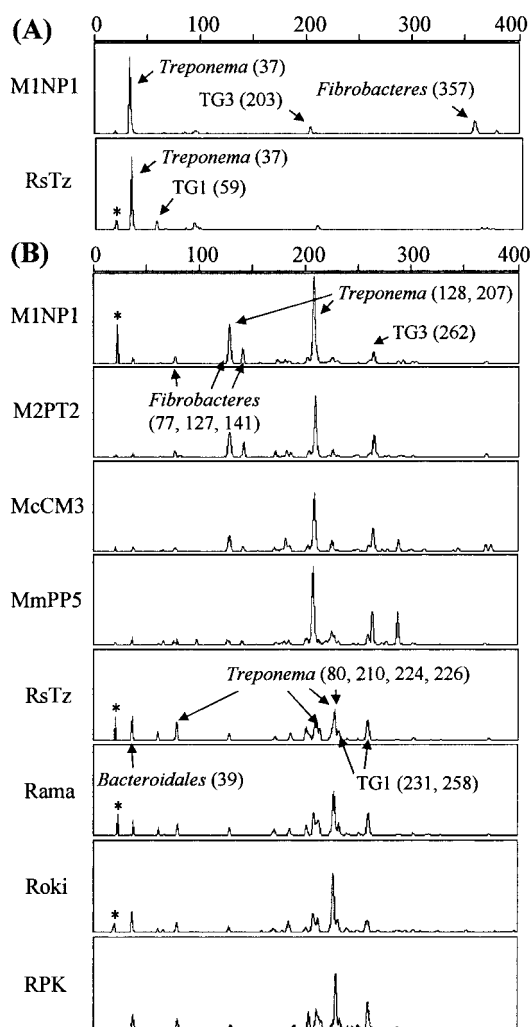 (A)
0 100 200 300 400
M1NP1
Treponema (37)
TG3 (203)
Fibrobacteres (357)
RsTz
Treponema (37)
TG1 (59)
*
(B)
0 100 200 300 400
M1NP1
*
Treponema (128, 207)
TG3 (262)
Fibrobacteres
(77, 127, 141)
M2PT2
McCM3
MmPP5
RsTz
*
Treponema (80, 210, 224, 226)
Bacteroidales (39)
TG1 (231, 258)
Rama
*
Roki
*
RPK